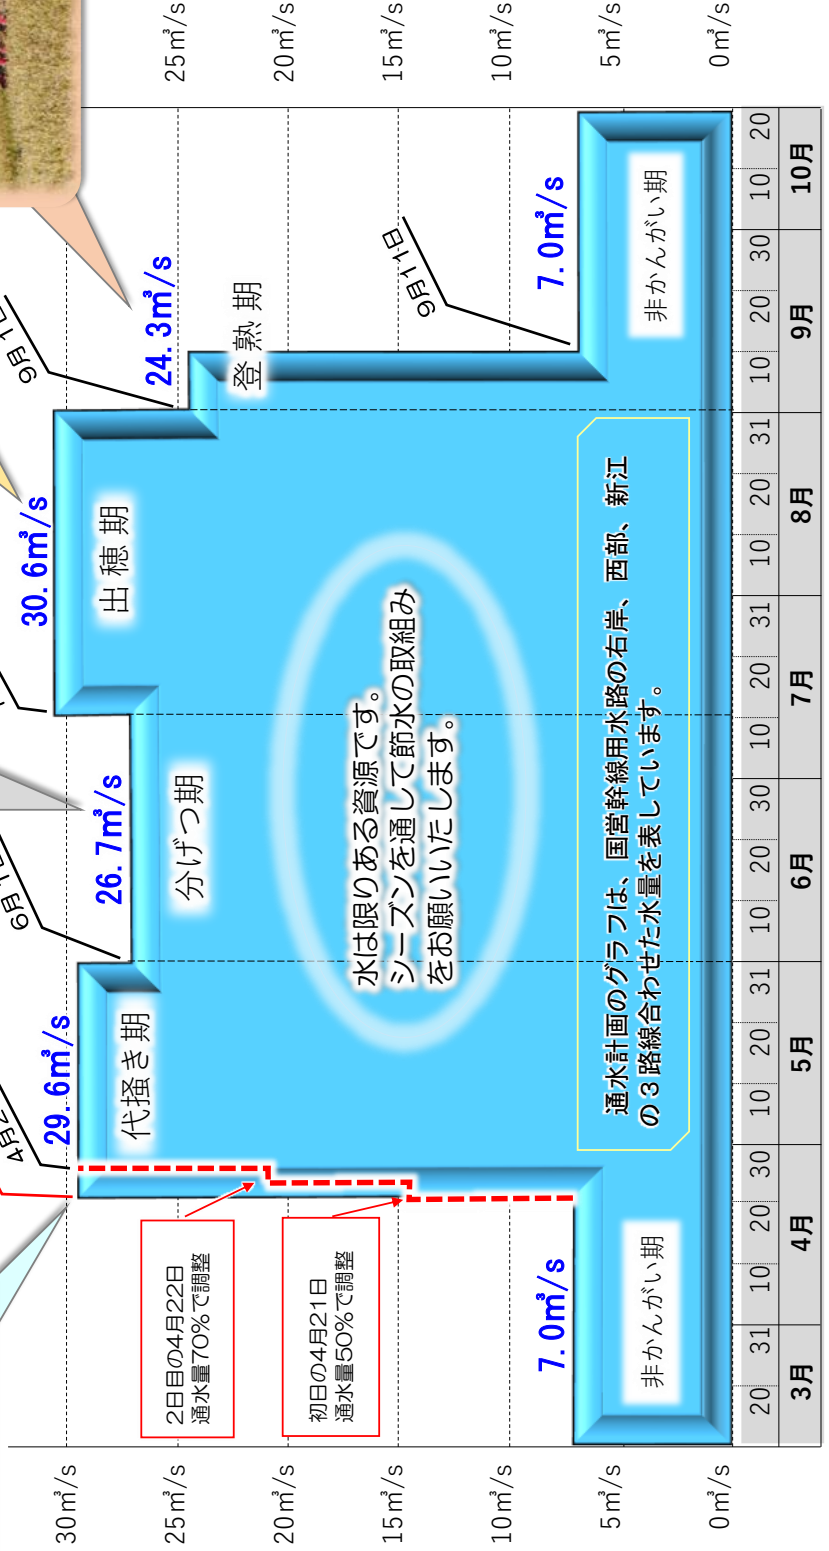 30㎥/s
25㎥/s
20㎥/s
15㎥/s
10㎥/s
5㎥/s
0㎥/s
29.6㎥/s
26.7㎥/s
30.6㎥/s
24.3㎥/s
7.0㎥/s
7.0㎥/s
代掻き期
分げつ期
出穂期
登熟期
非かんがい期
非かんがい期
9月11日
2日目の4月22日
通水量70%で調整
初日の4月21日
通水量50%で調整
水は限りある資源です。
シーズンを通して節水の取組み
をお願いいたします。
通水計画のグラフは、国営幹線用水路の右岸、西部、新江
の3路線合わせた水量を表しています。
20 31 10 20 30 10 20 31 10 20 30 10 20 31 10 20 31 10 20 30 10 20
3月 4月 5月 6月 7月 8月 9月 10月
25㎥/s
20㎥/s
15㎥/s
10㎥/s
5㎥/s
0㎥/s